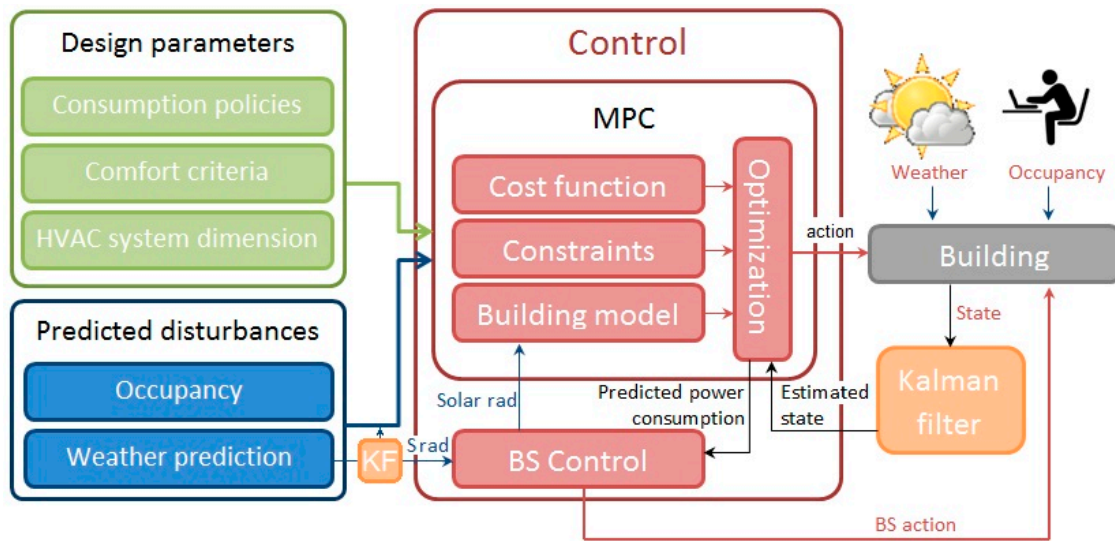 Design parameters
Consumption policies
Comfort criteria
HVAC system dimension
Predicted disturbances
Occupancy
Weather prediction
KF
S rad
Control
MPC
Cost function
Constraints
Building model
Optimization
Solar rad
Predicted power
consumption
Estimated
state
BS Control
action
Weather
Occupancy
Building
State
Kalman
filter
BS action